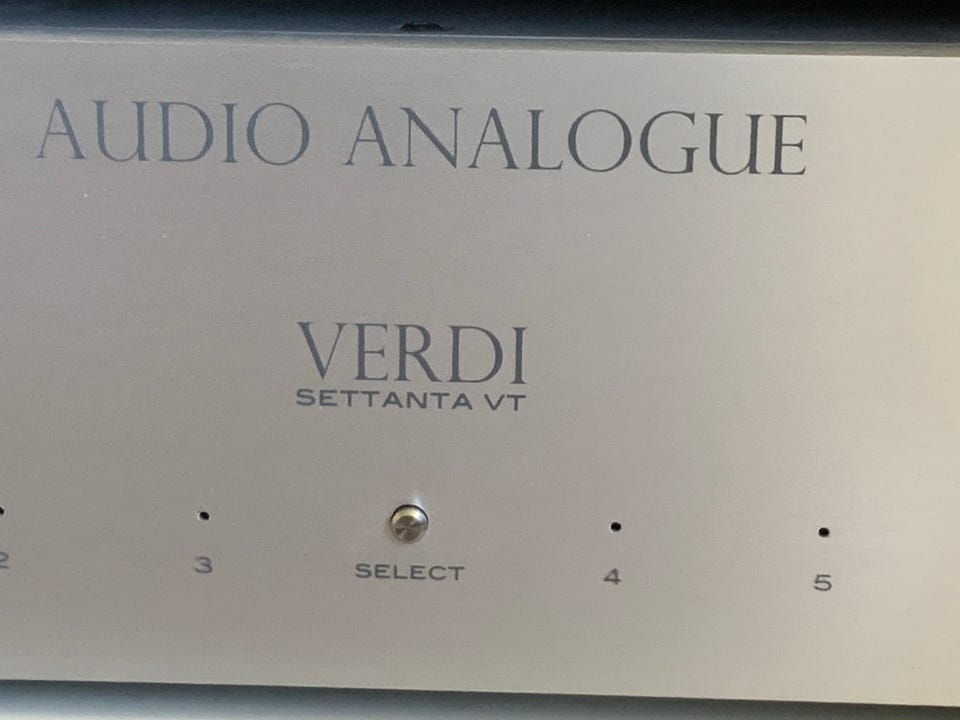 AUDIO ANALOGUE
VERDI
SETTANTA VT
2 3 SELECT 4 5